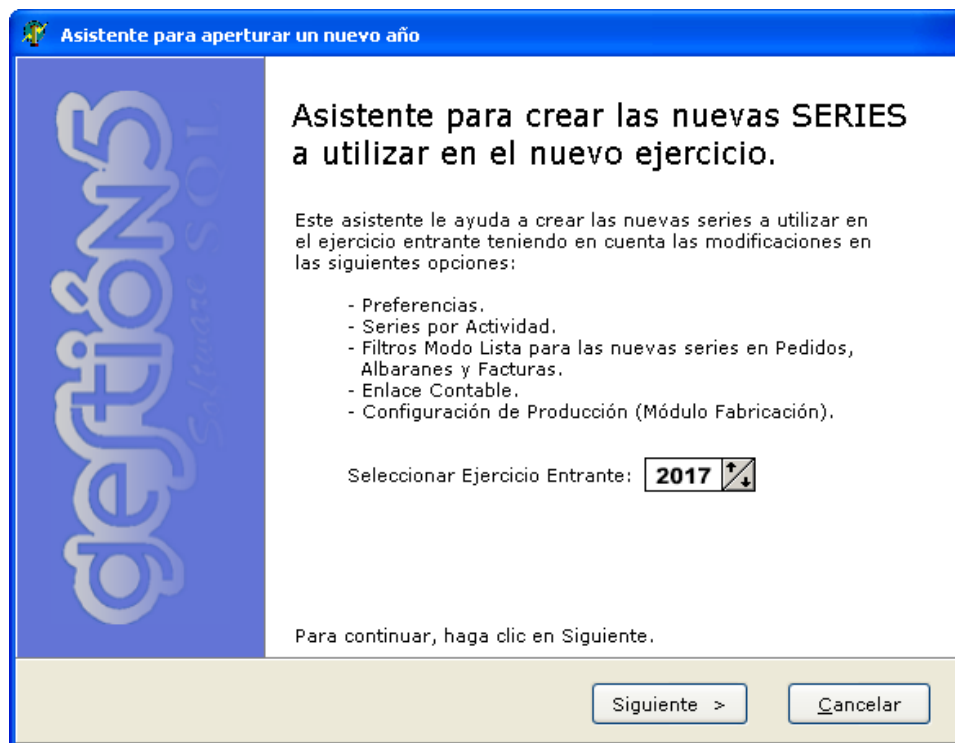 Asistente para aperturar un nuevo año
gestiÓN5
Software SQL
Asistente para crear las nuevas SERIES
a utilizar en el nuevo ejercicio.
Este asistente le ayuda a crear las nuevas series a utilizar en
el ejercicio entrante teniendo en cuenta las modificaciones en
las siguientes opciones:
- Preferencias.
- Series por Actividad.
- Filtros Modo Lista para las nuevas series en Pedidos,
Albaranes y Facturas.
- Enlace Contable.
- Configuración de Producción (Módulo Fabricación).
Seleccionar Ejercicio Entrante: 2017
Para continuar, haga clic en Siguiente.
Siguiente >
Cancelar